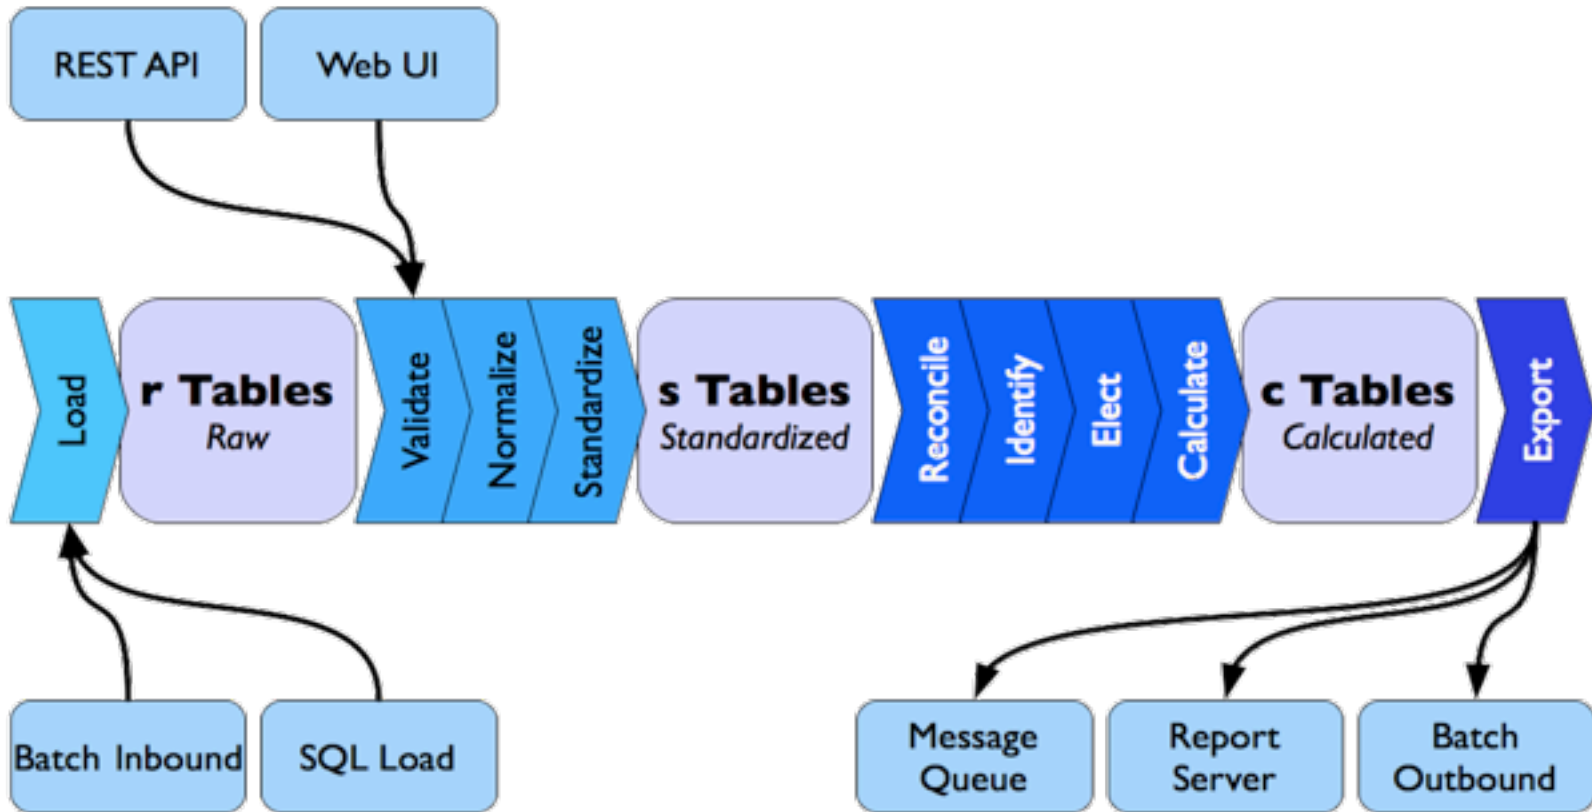 REST API
Web UI
Load
r Tables
Raw
Validate
Normalize
Standardize
s Tables
Standardized
Reconcile
Identify
Elect
Calculate
c Tables
Calculated
Export
Batch Inbound
SQL Load
Message
Queue
Report
Server
Batch
Outbound